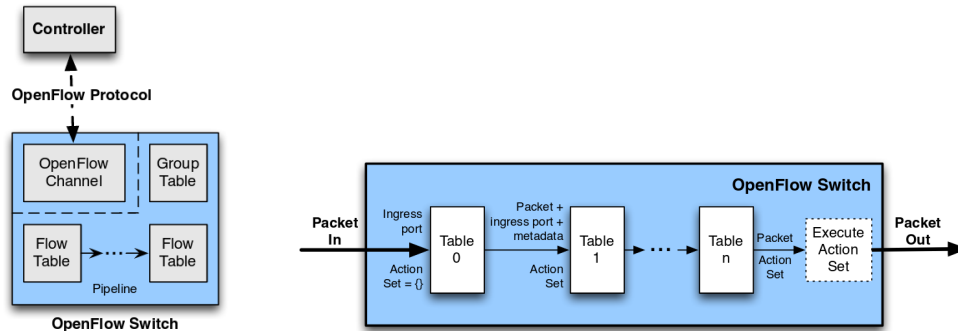 Controller
OpenFlow Protocol
OpenFlow
Channel
Group
Table
Flow
Table
...
Flow
Table
Pipeline
OpenFlow Switch
OpenFlow Switch
Packet
In
Ingress
port
Action
Set = {}
Table
0
Packet +
ingress port +
metadata
Action
Set
Table
1
...
Table
n
Packet
Action
Set
Execute
Action
Set
Packet
Out